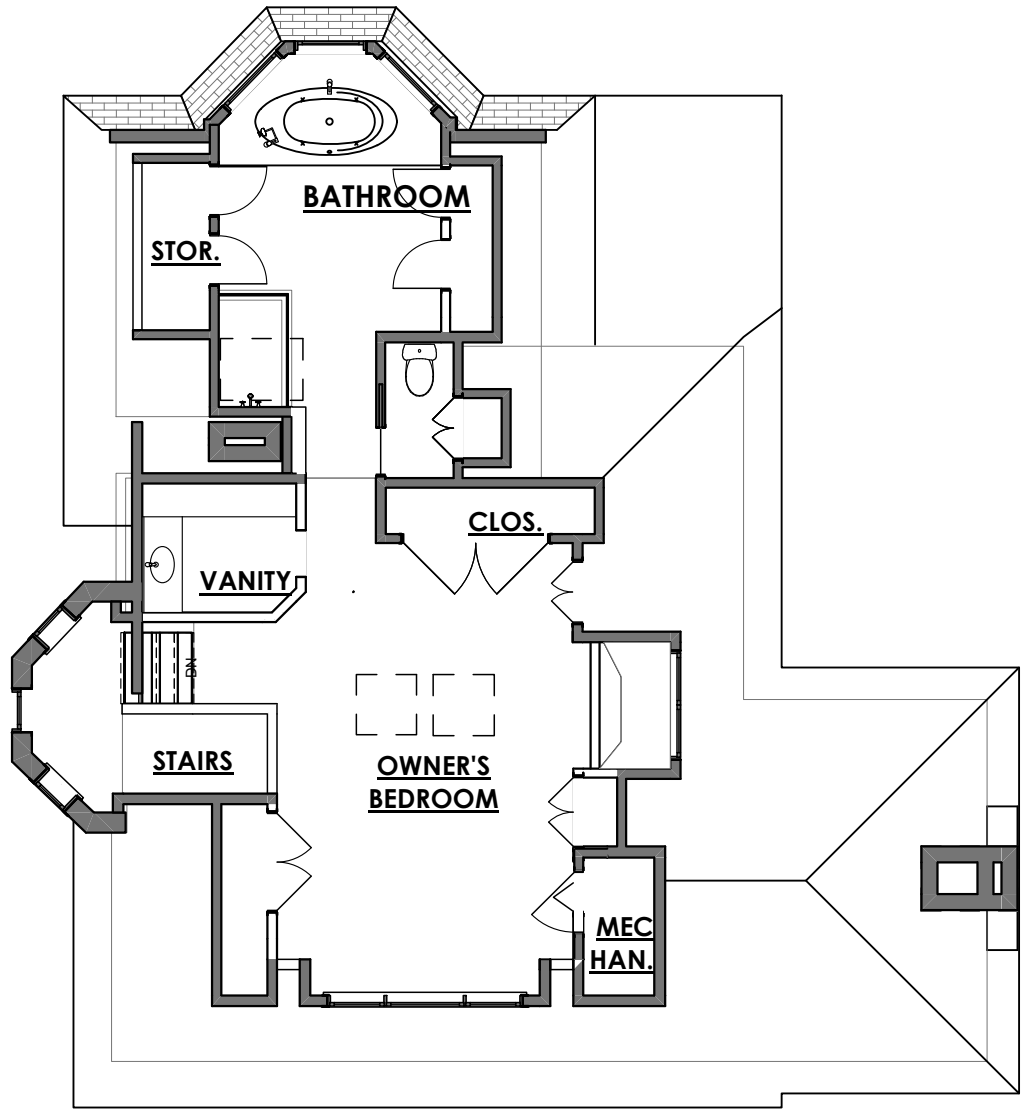 BATHROOM
STOR.
CLOS.
VANITY
DN
STAIRS
OWNER'S
BEDROOM
MEC
HAN.